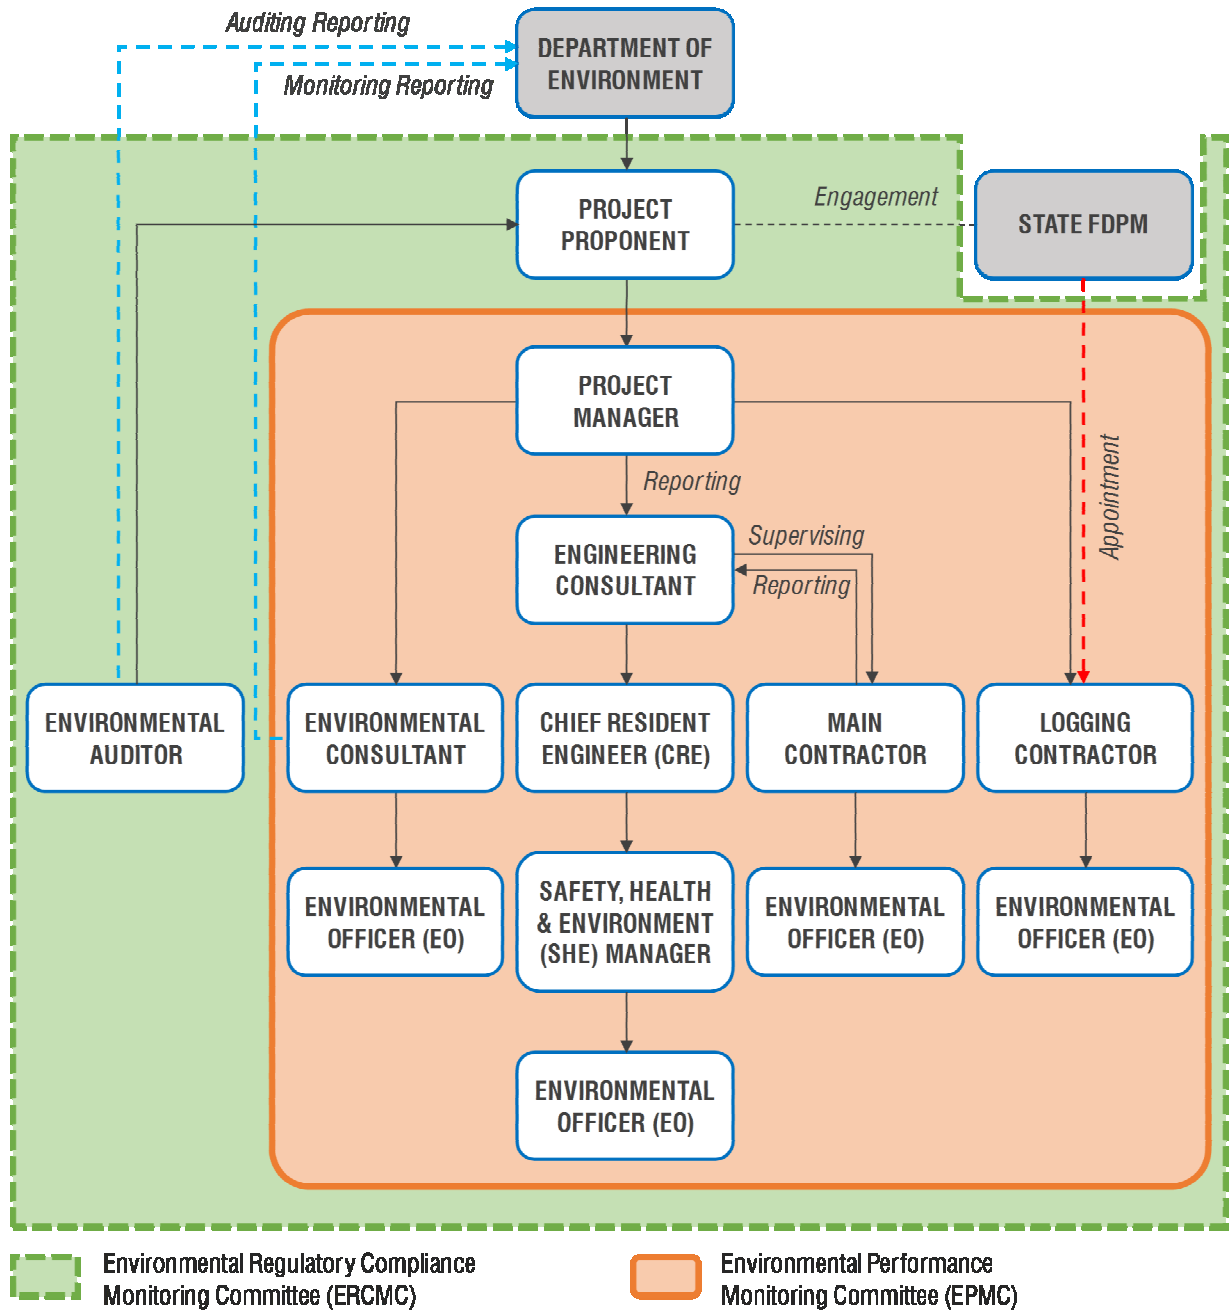 Auditing Reporting
Monitoring Reporting
DEPARTMENT OF
ENVIRONMENT
PROJECT
PROPONENT
Engagement
STATE FDPM
PROJECT
MANAGER
Reporting
Appointment
ENGINEERING
CONSULTANT
Supervising
Reporting
ENVIRONMENTAL
AUDITOR
ENVIRONMENTAL
CONSULTANT
CHIEF RESIDENT
ENGINEER (CRE)
MAIN
CONTRACTOR
LOGGING
CONTRACTOR
ENVIRONMENTAL
OFFICER (EO)
SAFETY, HEALTH
& ENVIRONMENT
(SHE) MANAGER
ENVIRONMENTAL
OFFICER (EO)
ENVIRONMENTAL
OFFICER (EO)
ENVIRONMENTAL
OFFICER (EO)
Environmental Regulatory Compliance
Monitoring Committee (ERCMC)
Environmental Performance
Monitoring Committee (EPMC)